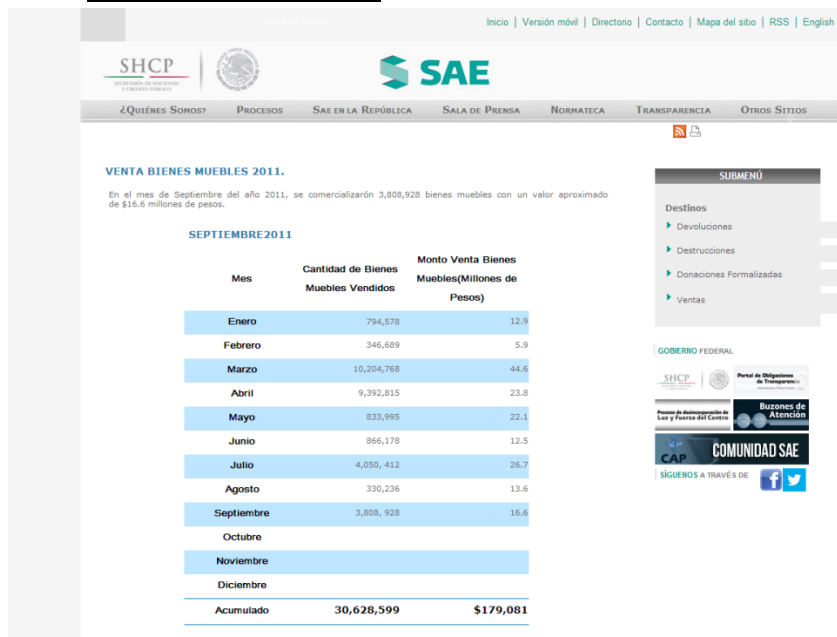 Inicio | Versión móvil | Directorio | Contacto | Mapa del sitio | RSS | English
SHCP
SECRETARÍA DE HACIENDA
Y CRÉDITO PÚBLICO
SAE
¿QUIÉNES SOMOS? PROCESOS SAE EN LA REPÚBLICA SALA DE PRENSA NORMATECA TRANSPARENCIA OTROS SITIOS
VENTA BIENES MUEBLES 2011.
En el mes de Septiembre del año 2011, se comercializarón 3,808,928 bienes muebles con un valor aproximado
de $16.6 millones de pesos.
SEPTIEMBRE2011
Mes Cantidad de Bienes Muebles Vendidos Monto Venta Bienes Muebles(Millones de Pesos)
Enero 794,578 12.9
Febrero 346,689 5.9
Marzo 10,204,768 44.6
Abril 9,392,815 23.8
Mayo 833,995 22.1
Junio 866,178 12.5
Julio 4,050, 412 26.7
Agosto 330,236 13.6
Septiembre 3,808, 928 16.6
Octubre
Noviembre
Diciembre
Acumulado 30,628,599 $179,081
SUBMENÚ
Destinos
Devoluciones
Destrucciones
Donaciones Formalizadas
Ventas
GOBIERNO FEDERAL
SHCP
Portal de Obligaciones
de Transparencia
Proceso de desincorporación de
Luz y Fuerza del Centro
Buzones de
Atención
CAP COMUNIDAD SAE
SÍGUENOS A TRAVÉS DE